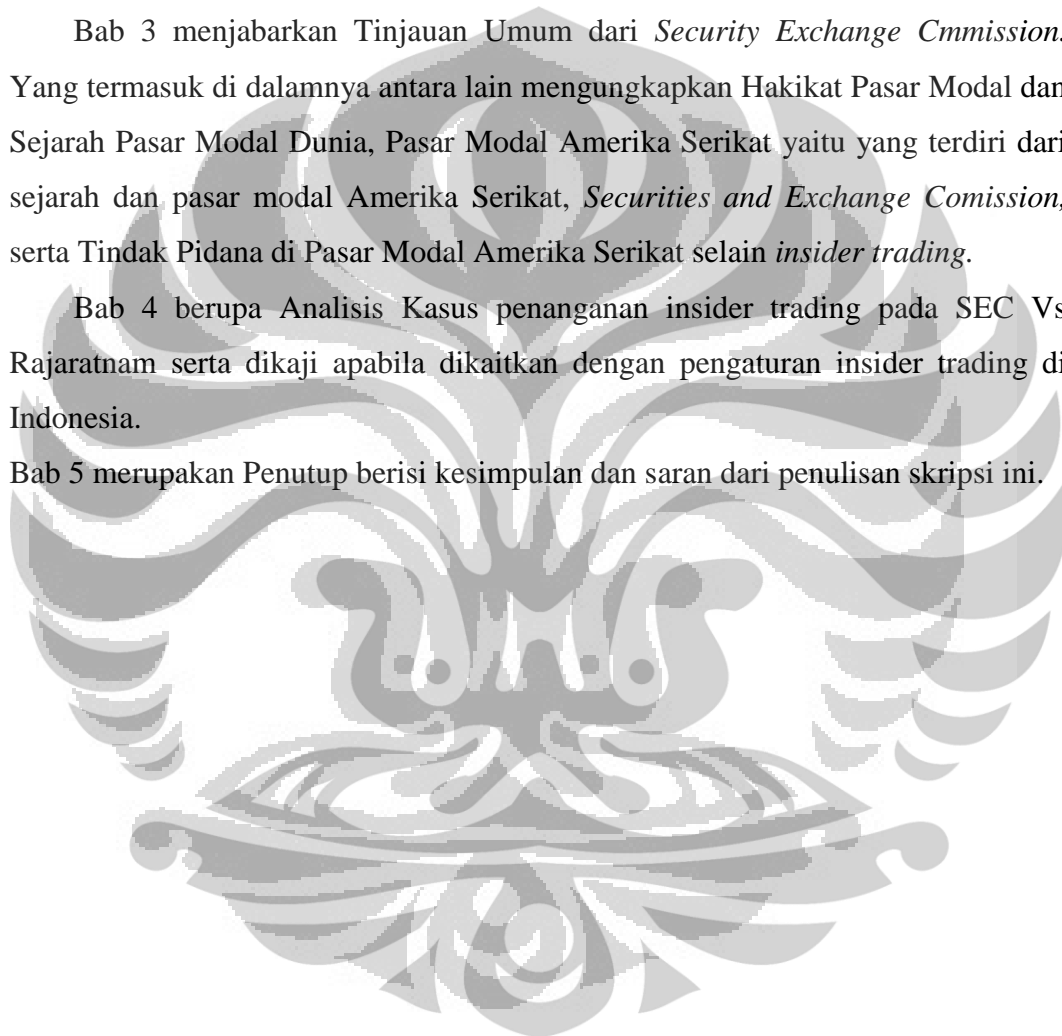 Bab 3 menjabarkan Tinjauan Umum dari Security Exchange Cmmission.
Yang termasuk di dalamnya antara lain mengungkapkan Hakikat Pasar Modal dan
Sejarah Pasar Modal Dunia, Pasar Modal Amerika Serikat yaitu yang terdiri dari
sejarah dan pasar modal Amerika Serikat, Securities and Exchange Comission,
serta Tindak Pidana di Pasar Modal Amerika Serikat selain insider trading.
Bab 4 berupa Analisis Kasus penanganan insider trading pada SEC Vs
Rajaratnam serta dikaji apabila dikaitkan dengan pengaturan insider trading di
Indonesia.
Bab 5 merupakan Penutup berisi kesimpulan dan saran dari penulisan skripsi ini.